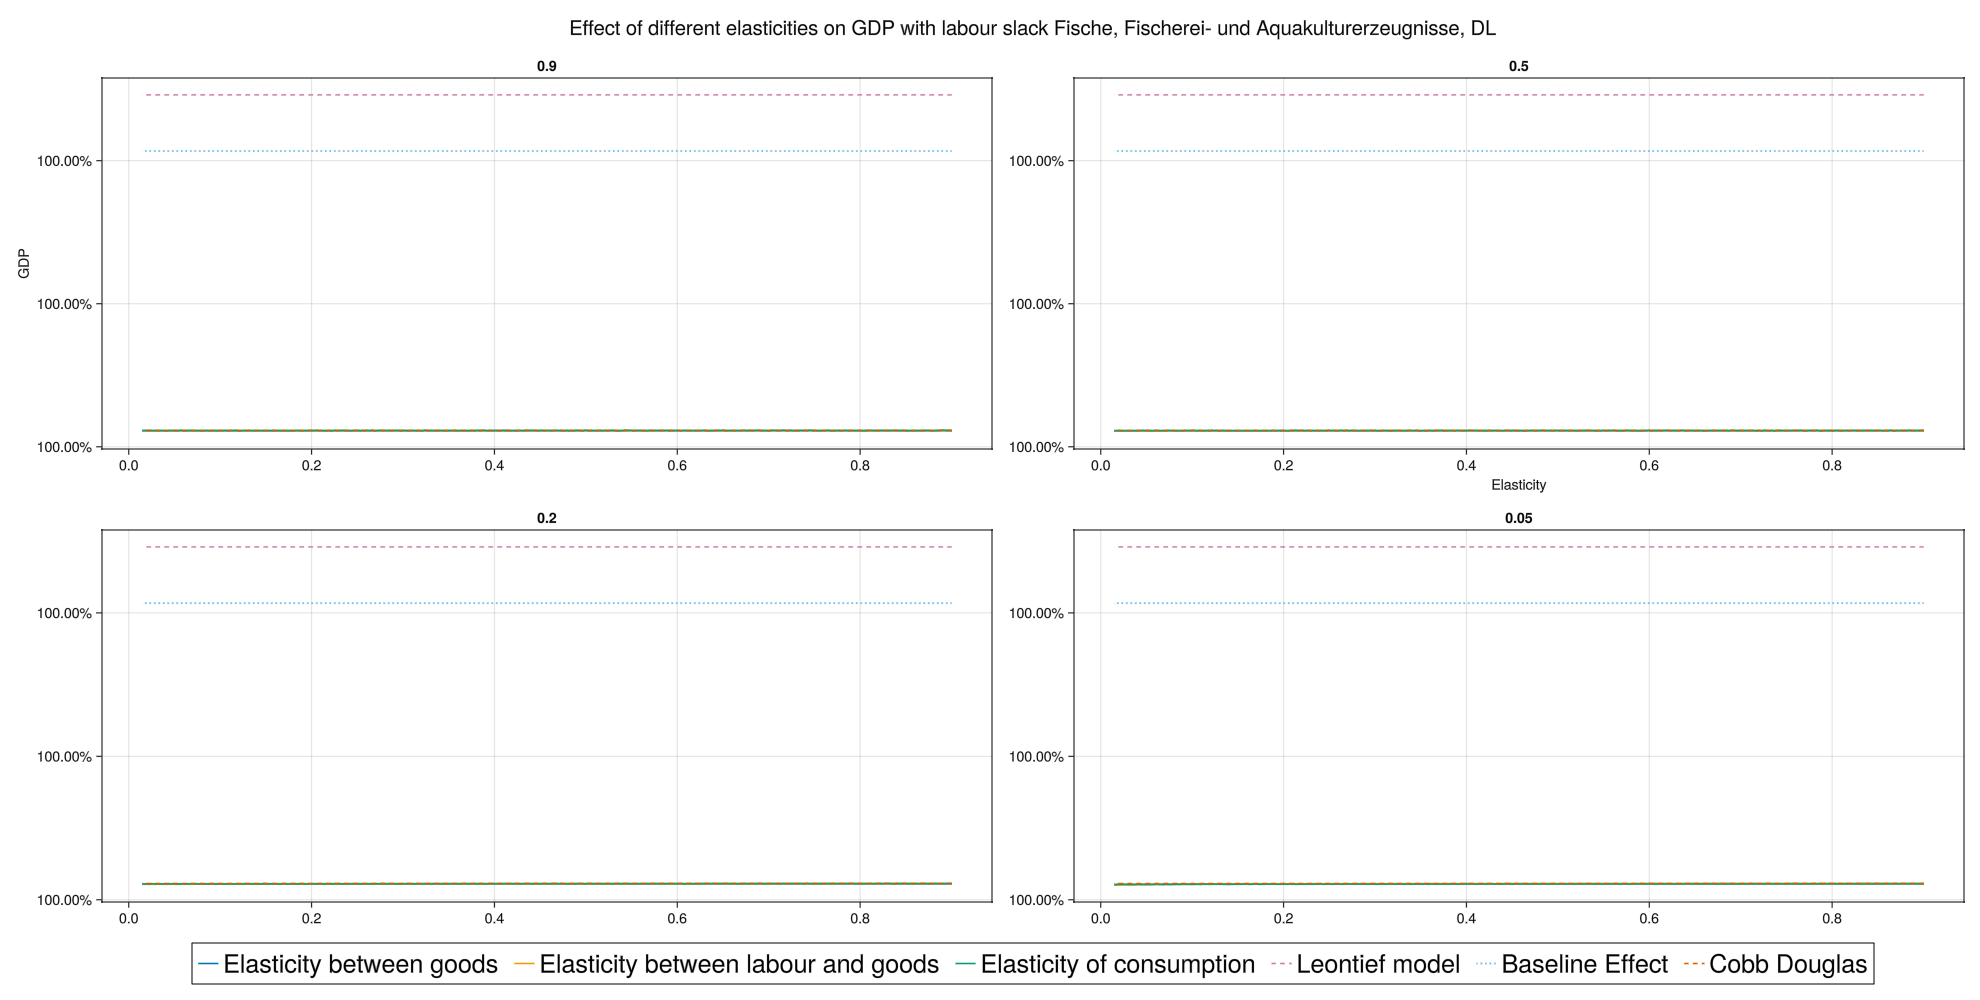 Effect of different elasticities on GDP with labour slack Fische, Fischerei- und Aquakulturerzeugnisse, DL
0.9
100.00%
100.00%
100.00%
GDP
0.0 0.2 0.4 0.6 0.8
0.5
100.00%
100.00%
100.00%
0.0 0.2 0.4 0.6 0.8
Elasticity
0.2
100.00%
100.00%
100.00%
0.0 0.2 0.4 0.6 0.8
0.05
100.00%
100.00%
100.00%
0.0 0.2 0.4 0.6 0.8
Elasticity between goods Elasticity between labour and goods Elasticity of consumption Leontief model Baseline Effect Cobb Douglas